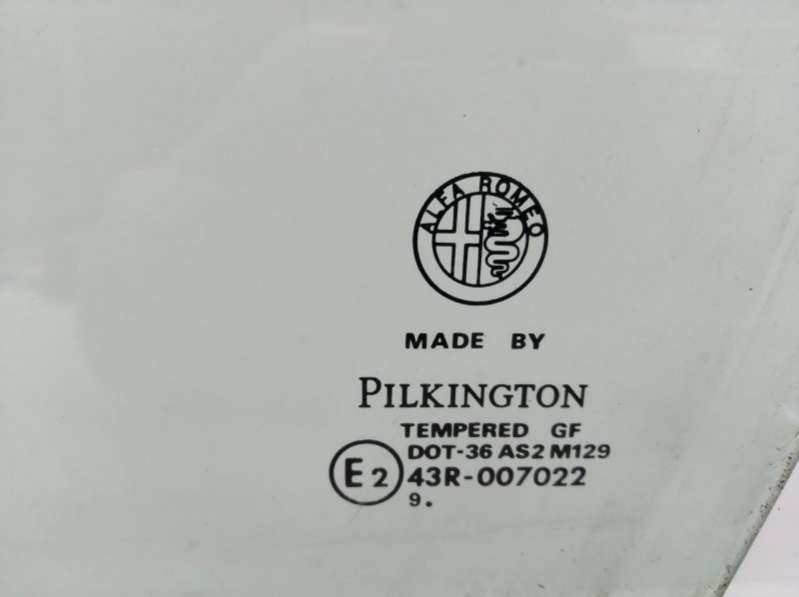 ALFA ROMEO
MADE BY
PILKINGTON
TEMPERED GF
DOT-36 AS2 M129
E2 43R-007022
9.